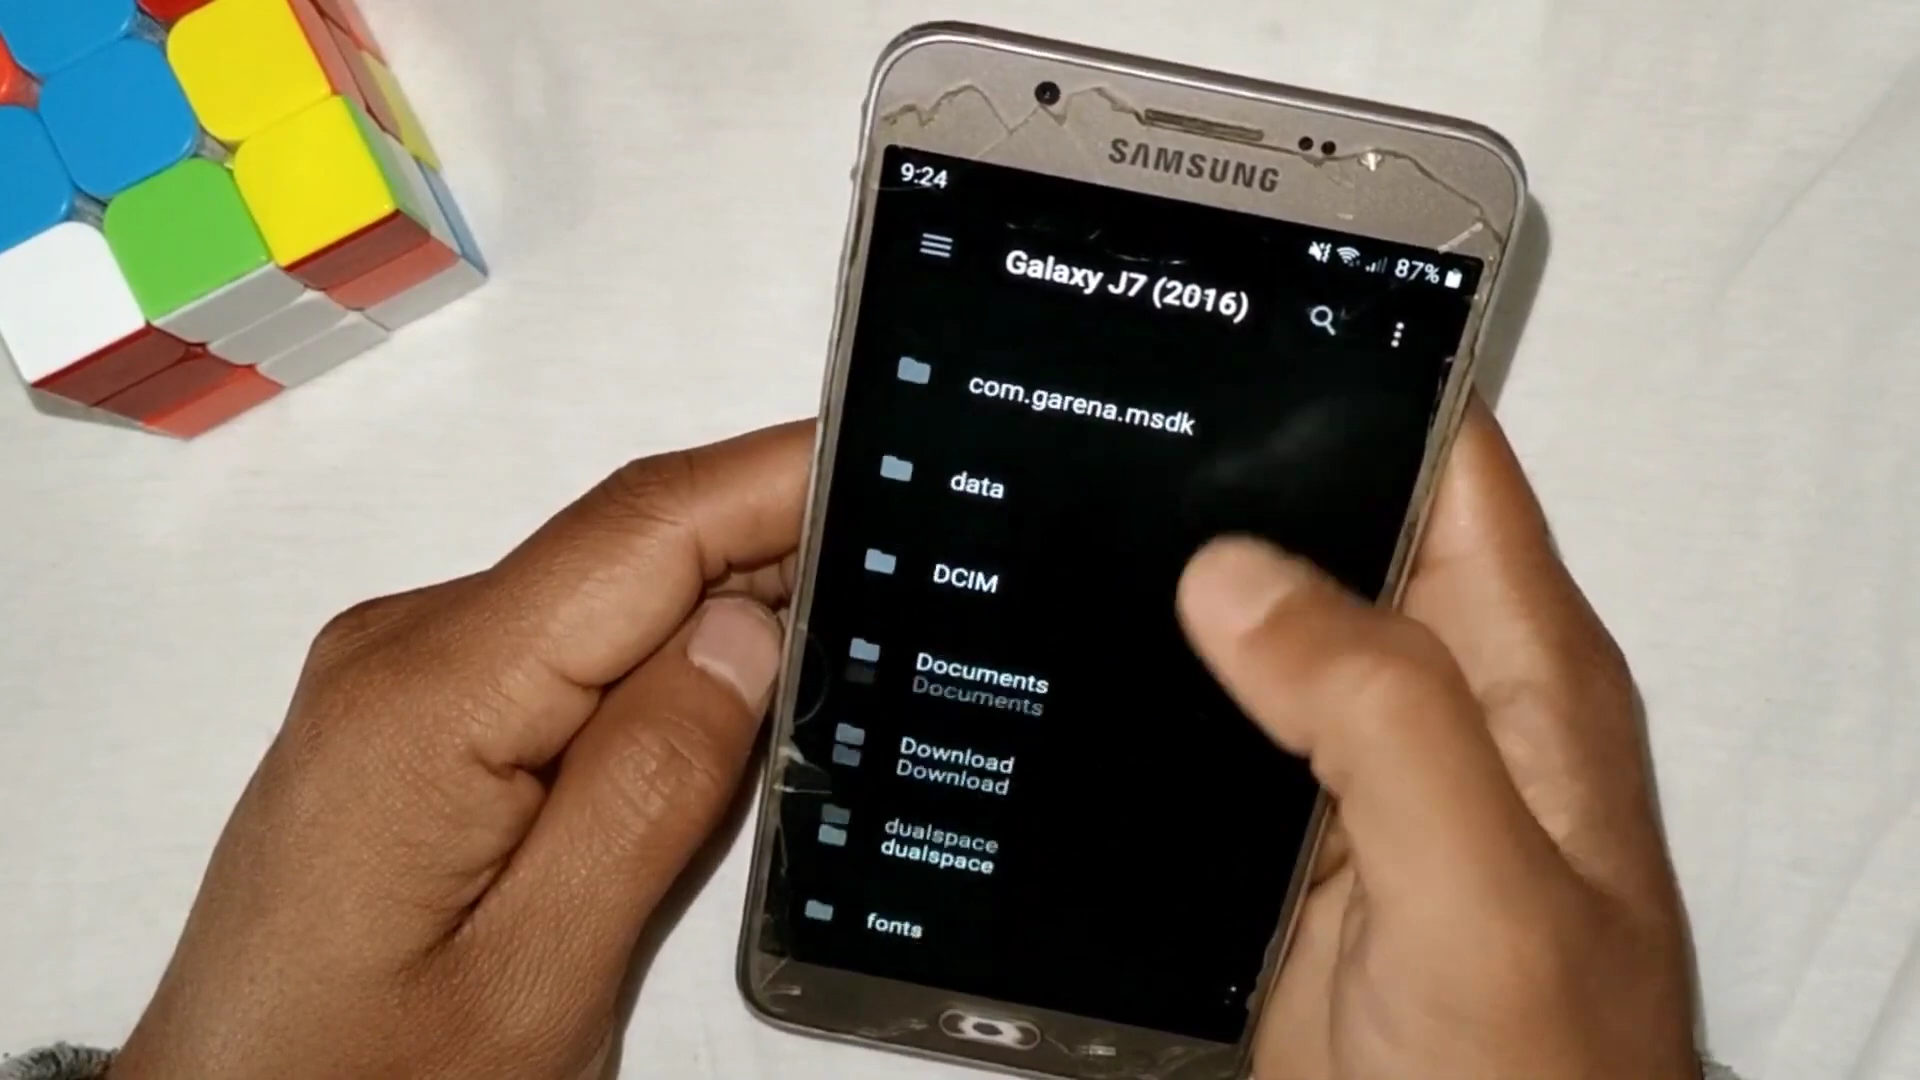 SAMSUNG
9:24
87%
Galaxy J7 (2016)
com.garena.msdk
data
DCIM
Documents
Documents
Download
Download
dualspace
dualspace
fonts